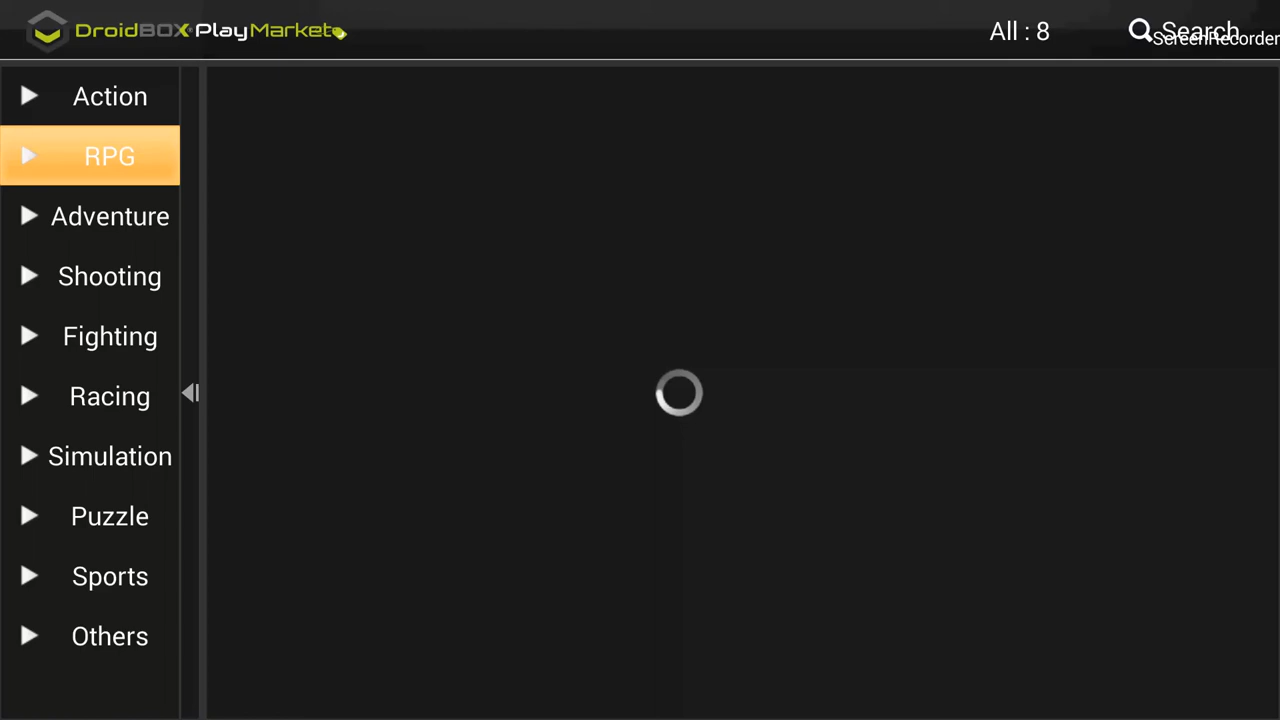 DroidBOX PlayMarket
All : 8
Search
ScreenRecorder
Action
RPG
Adventure
Shooting
Fighting
Racing
Simulation
Puzzle
Sports
Others